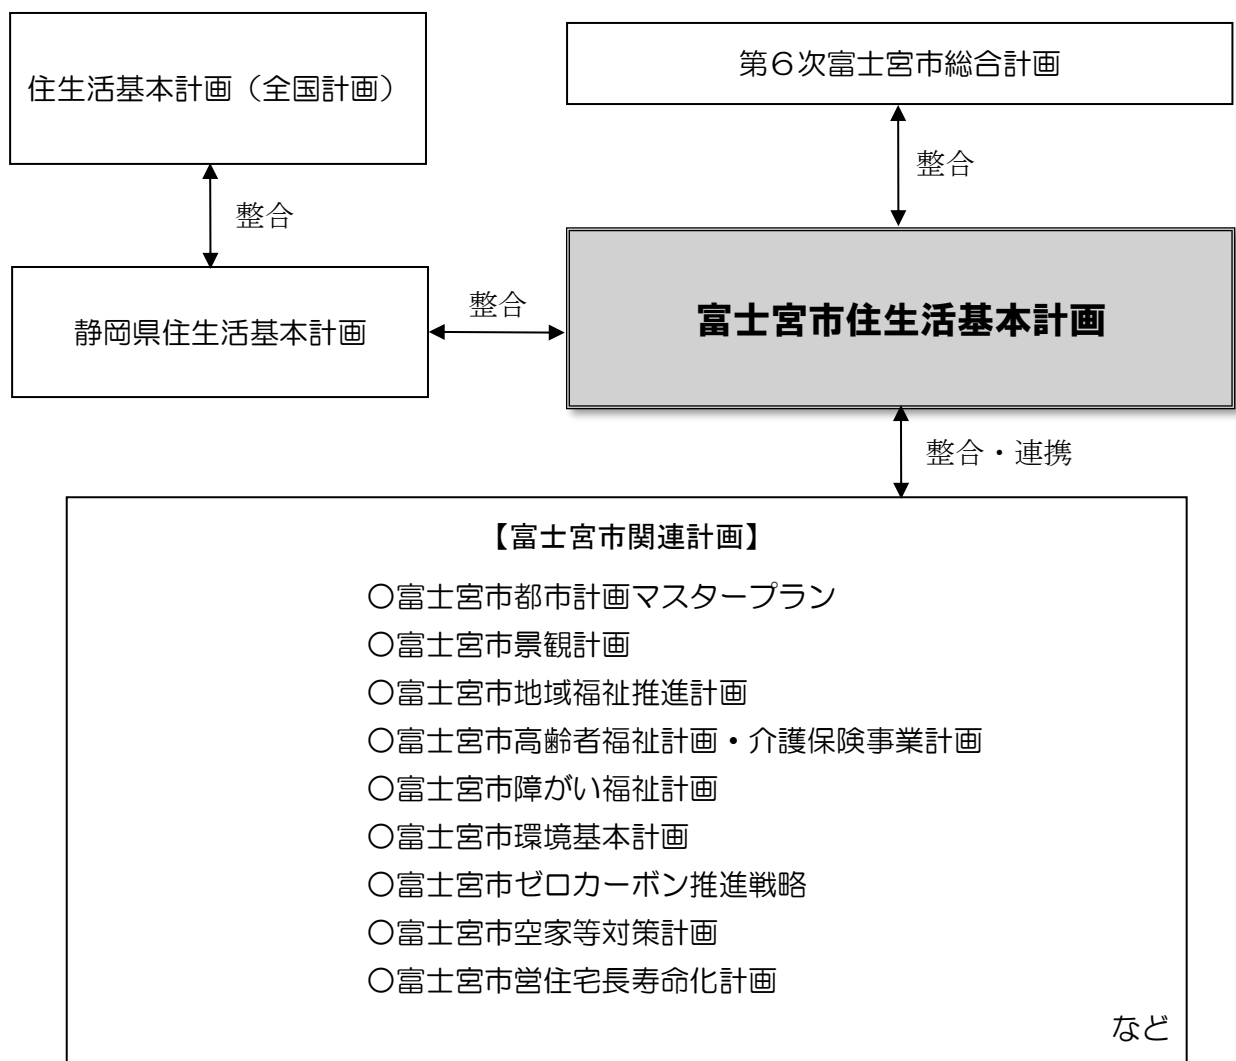 住生活基本計画（全国計画）
第６次富士宮市総合計画
整合
整合
静岡県住生活基本計画
整合
富士宮市住生活基本計画
整合・連携
【富士宮市関連計画】
○富士宮市都市計画マスタープラン
○富士宮市景観計画
○富士宮市地域福祉推進計画
○富士宮市高齢者福祉計画・介護保険事業計画
○富士宮市障がい福祉計画
○富士宮市環境基本計画
○富士宮市ゼロカーボン推進戦略
○富士宮市空家等対策計画
○富士宮市営住宅長寿命化計画
など